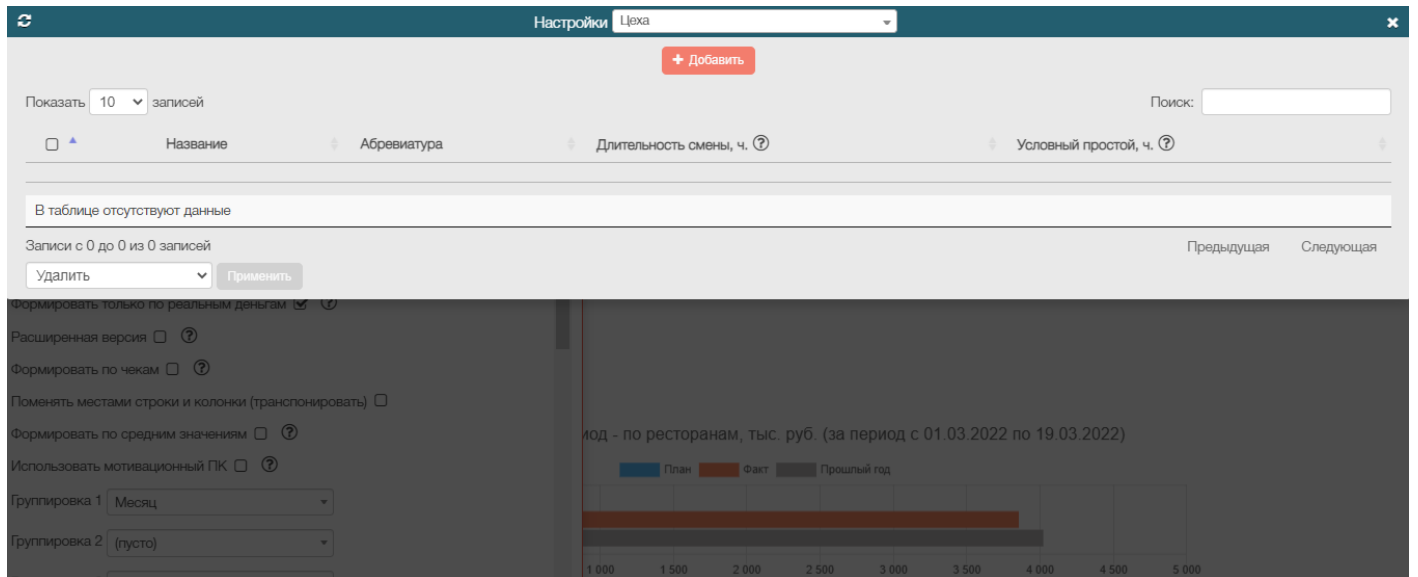 Настройки Цеха
+ Добавить
Показать 10 записей
Поиск:
Название Абревиатура Длительность смены, ч. ? Условный простой, ч. ?
В таблице отсутствуют данные
Записи с 0 до 0 из 0 записей
Предыдущая Следующая
Удалить Применить
Формировать только по реальным деньгам ?
Расширенная версия ?
Формировать по чекам ?
Поменять местами строки и колонки (транспонировать)
Формировать по средним значениям ?
иод - по ресторанам, тыс. руб. (за период с 01.03.2022 по 19.03.2022)
Использовать мотивационный ПК ?
План Факт Прошлый год
Группировка 1 Месяц
Группировка 2 (пусто)
1 000 1 500 2 000 2 500 3 000 3 500 4 000 4 500 5 000